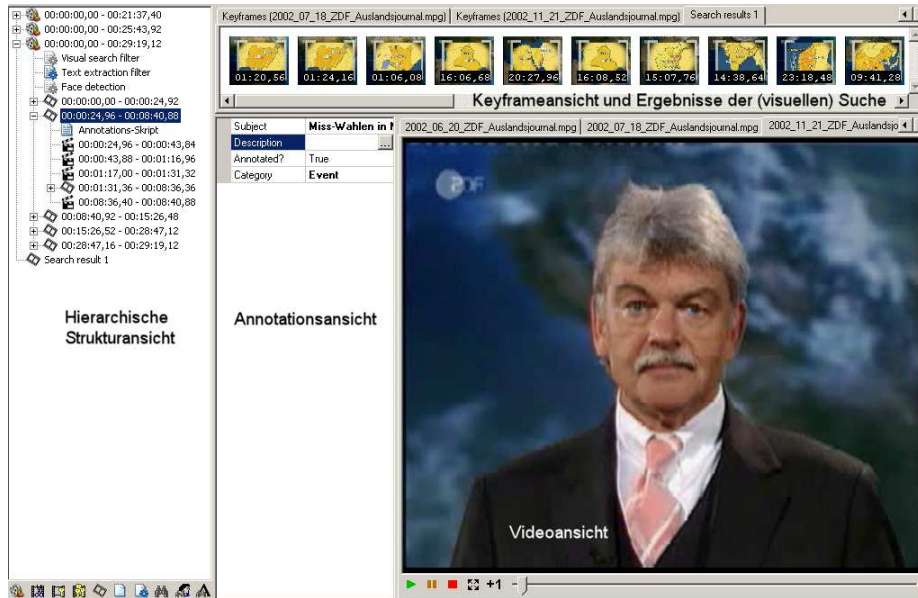 00:00:00,00 - 00:21:37,40
00:00:00,00 - 00:25:43,92
00:00:00,00 - 00:29:19,12
Visual search filter
Text extraction filter
Face detection
00:00:00,00 - 00:00:24,92
00:00:24,96 - 00:08:40,88
Annotations-Skript
00:00:24,96 - 00:00:43,84
00:00:43,88 - 00:01:16,96
00:01:17,00 - 00:01:31,32
00:01:31,36 - 00:08:36,36
00:08:36,40 - 00:08:40,88
00:08:40,92 - 00:15:26,48
00:15:26,52 - 00:28:47,12
00:28:47,16 - 00:29:19,12
Search result 1
Hierarchische
Strukturansicht
Keyframes (2002_07_18_ZDF_Auslandsjournal.mpg) Keyframes (2002_11_21_ZDF_Auslandsjournal.mpg) Search results 1
01:20,56 01:24,16 01:06,08 16:06,68 20:27,96 16:08,52 15:07,76 14:38,64 23:18,48 09:41,28
Keyframeansicht und Ergebnisse der (visuellen) Suche
Subject Miss-Wahlen in
Description ...
Annotated? True
Category Event
Annotationsansicht
2002_06_20_ZDF_Auslandsjournal.mpg 2002_07_18_ZDF_Auslandsjournal.mpg 2002_11_21_ZDF_Auslandsjo
ZDF
Videoansicht
+1